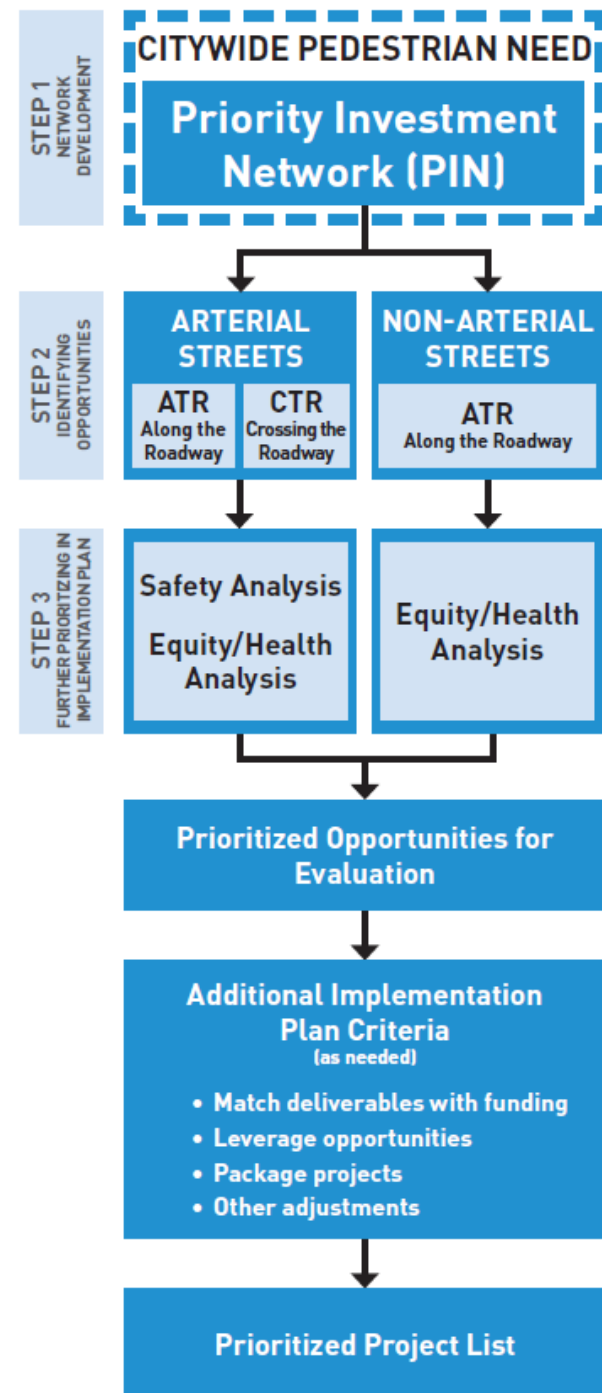 STEP 1
NETWORK
DEVELOPMENT
CITYWIDE PEDESTRIAN NEED
Priority Investment
Network (PIN)
STEP 2
IDENTIFYING
OPPORTUNITIES
ARTERIAL
STREETS
ATR
Along the
Roadway
CTR
Crossing the
Roadway
NON-ARTERIAL
STREETS
ATR
Along the Roadway
STEP 3
FURTHER PRIORITIZING IN
IMPLEMENTATION PLAN
Safety Analysis
Equity/Health
Analysis
Equity/Health
Analysis
Prioritized Opportunities for
Evaluation
Additional Implementation
Plan Criteria
(as needed)
• Match deliverables with funding
• Leverage opportunities
• Package projects
• Other adjustments
Prioritized Project List